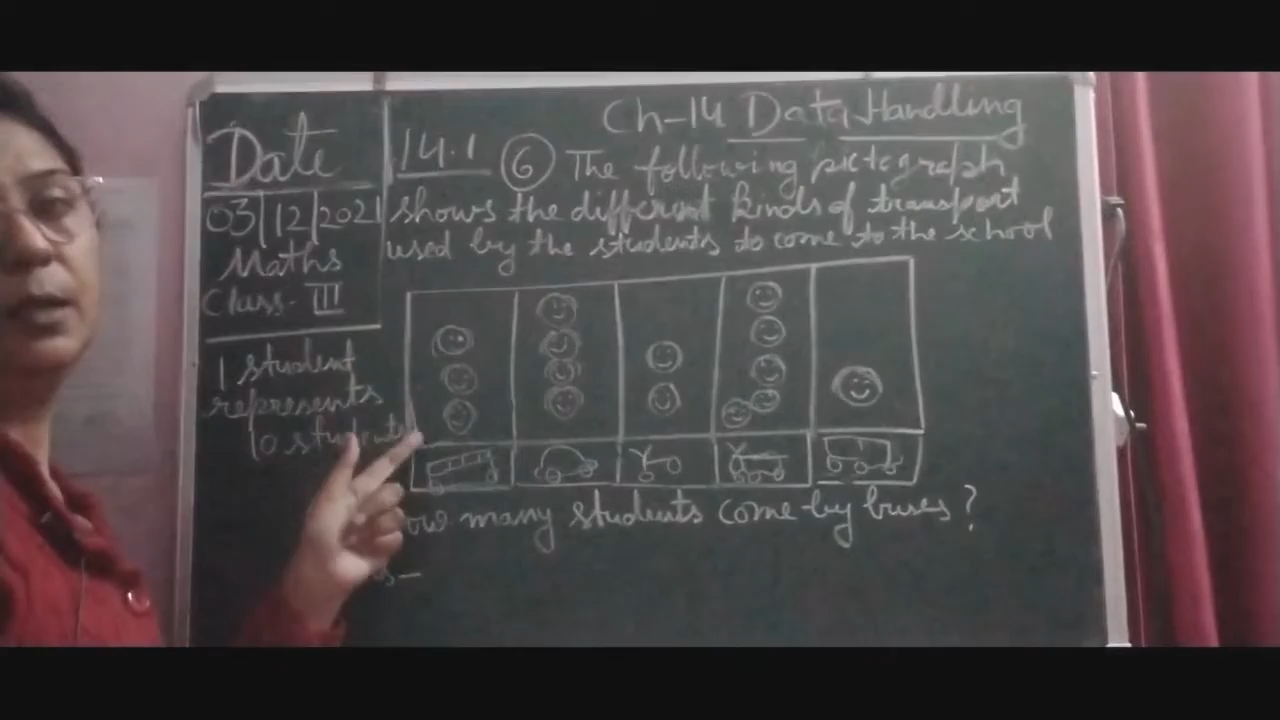 Ch-14 Data Handling
Date
03/12/2021
Maths
Class- III
14.1 6 The following pictograph
shows the different kinds of transport
used by the students to come to the school
1 student
represents
10 students
many students come by buses?